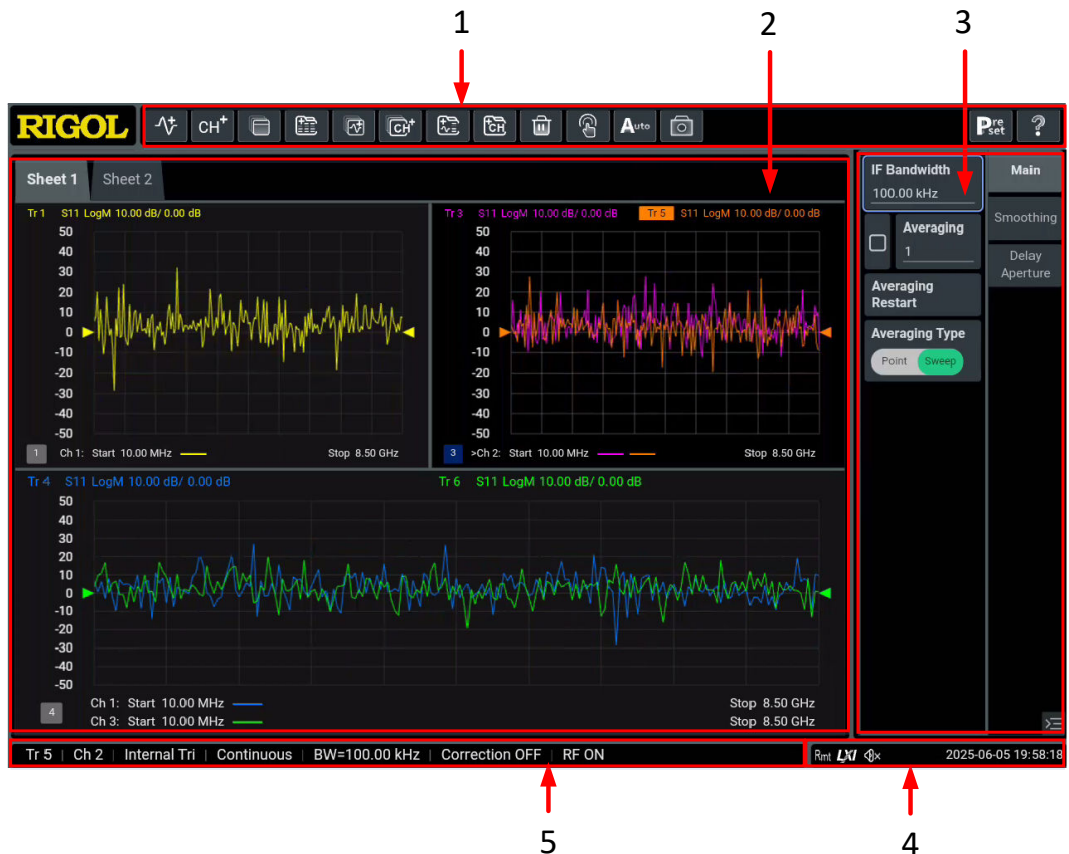 1 2 3
RIGOL CH+ CH+ CH Auto Preset ?
Sheet 1 Sheet 2
Tr 1 S11 LogM 10.00 dB/ 0.00 dB
50
40
30
20
10
0
-10
-20
-30
-40
-50
1 Ch 1: Start 10.00 MHz Stop 8.50 GHz
Tr 3 S11 LogM 10.00 dB/ 0.00 dB Tr 5 S11 LogM 10.00 dB/ 0.00 dB
50
40
30
20
10
0
-10
-20
-30
-40
-50
3 >Ch 2: Start 10.00 MHz Stop 8.50 GHz
Tr 4 S11 LogM 10.00 dB/ 0.00 dB Tr 6 S11 LogM 10.00 dB/ 0.00 dB
50
40
30
20
10
0
-10
-20
-30
-40
-50
4
Ch 1: Start 10.00 MHz Stop 8.50 GHz
Ch 3: Start 10.00 MHz Stop 8.50 GHz
IF Bandwidth
100.00 kHz
Averaging
1
Averaging
Restart
Averaging Type
Point Sweep
Main
Smoothing
Delay
Aperture
Tr 5 | Ch 2 | Internal Tri | Continuous | BW=100.00 kHz | Correction OFF | RF ON
Rmt LXI 2025-06-05 19:58:18
5 4